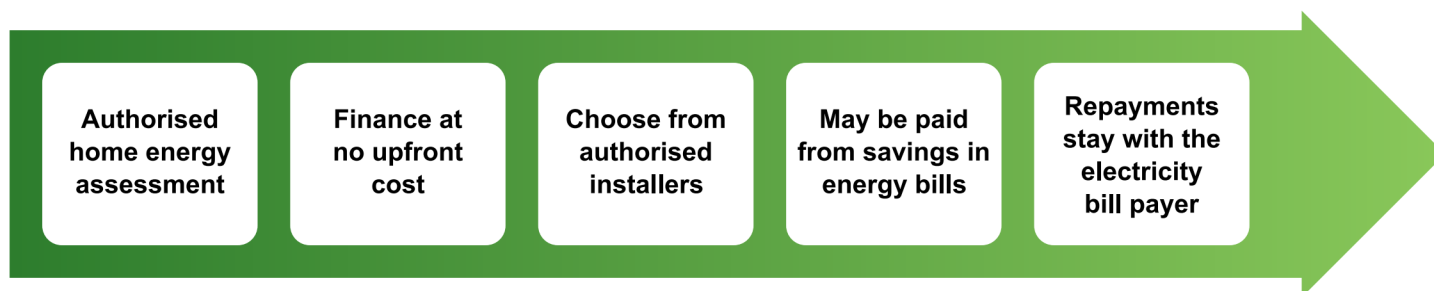 Authorised
home energy
assessment
Finance at
no upfront
cost
Choose from
authorised
installers
May be paid
from savings in
energy bills
Repayments
stay with the
electricity
bill payer